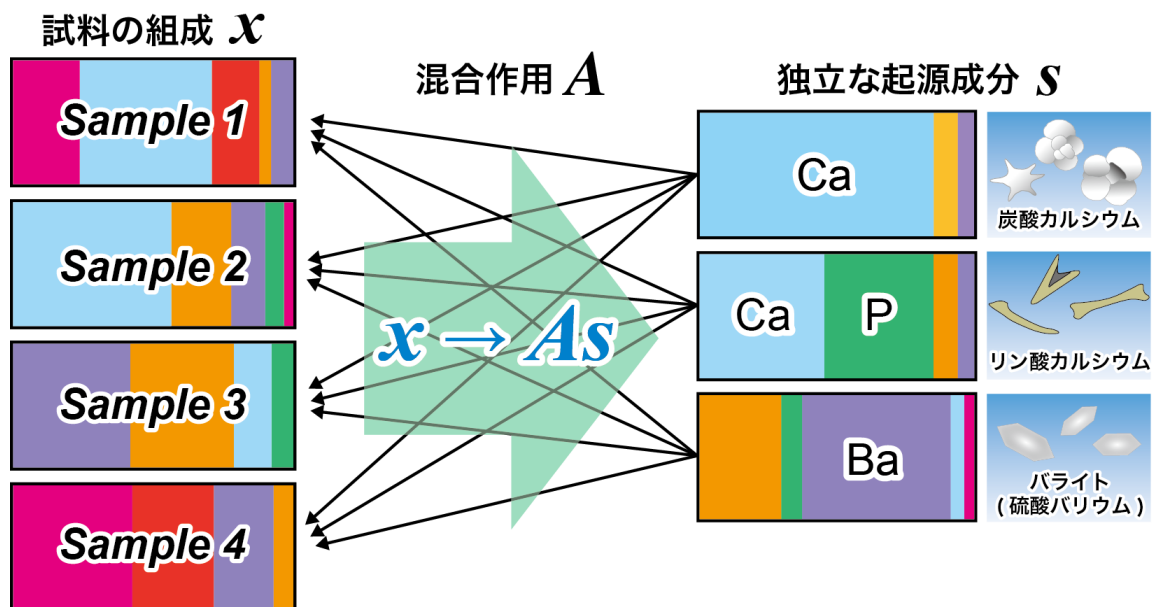 試料の組成 x
Sample 1
Sample 2
Sample 3
Sample 4
混合作用 A
x → As
独立な起源成分 s
Ca
炭酸カルシウム
Ca P
リン酸カルシウム
Ba
バライト
( 硫酸バリウム )